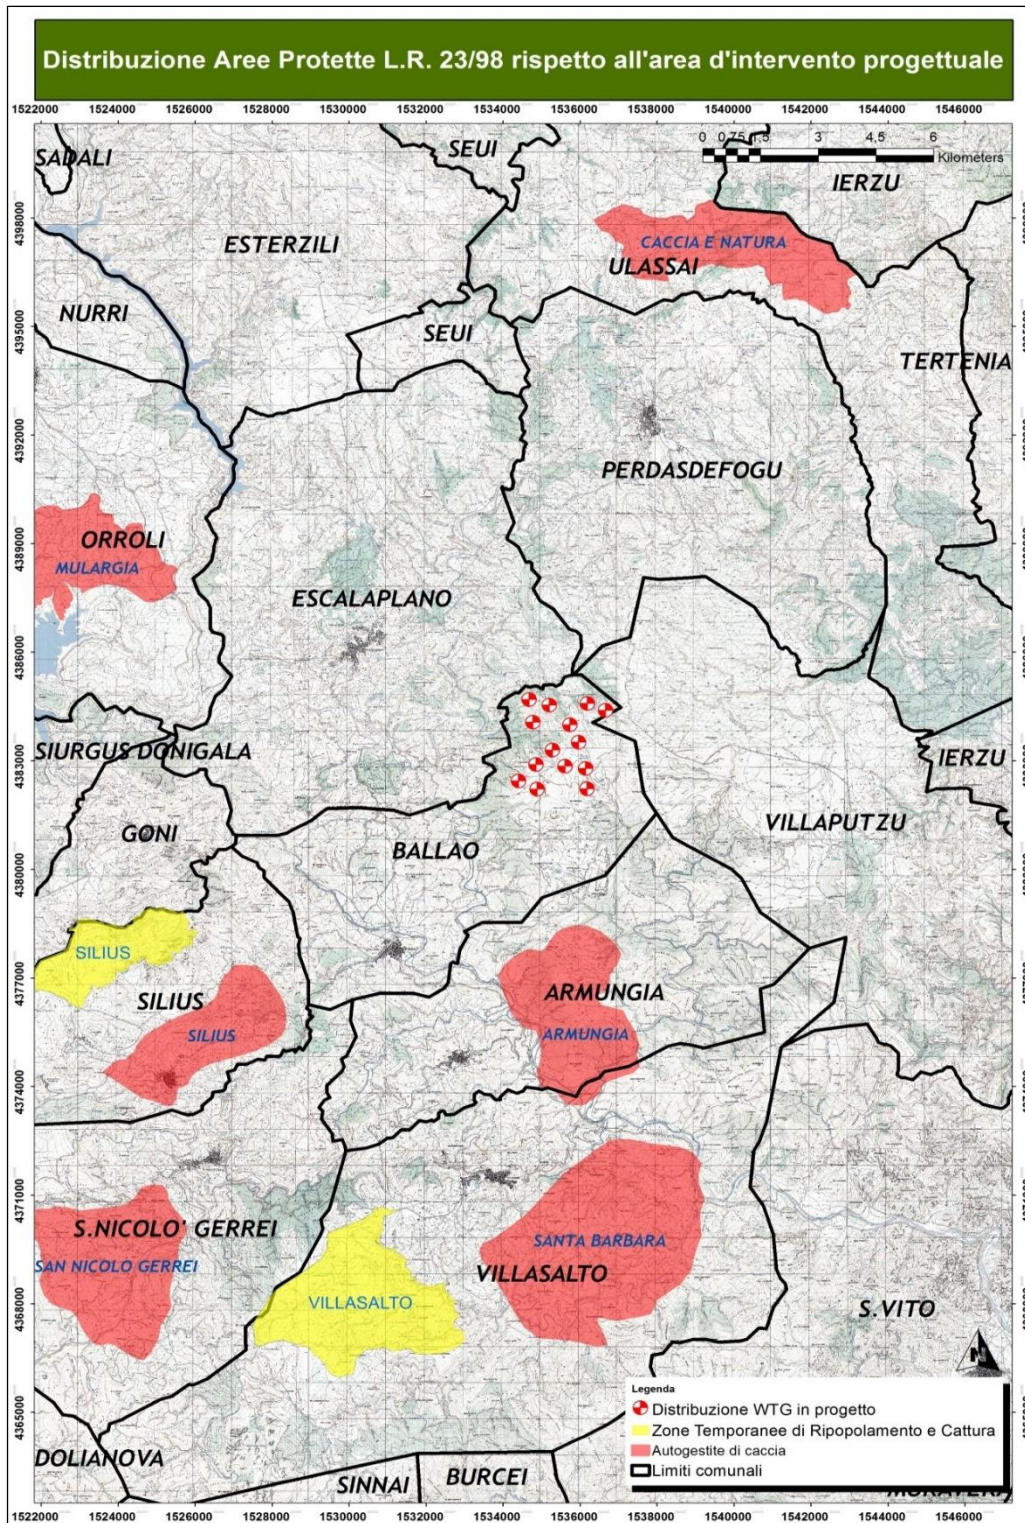 Distribuzione Aree Protette L.R. 23/98 rispetto all'area d'intervento progettuale
1522000 1524000 1526000 1528000 1530000 1532000 1534000 1536000 1538000 1540000 1542000 1544000 1546000
0 0,75 1,5 3 4,5 6
Kilometers
SADALI
SEUI
IERZU
4398000
ESTERZILI
CACCIA E NATURA
ULASSAI
NURRI
SEUI
4395000
TERTENIA
4392000
PERDASDEFOGU
ORROLI
4389000
MULARGIA
ESCALAPLANO
4386000
SIURGUS DONIGALA
IERZU
4383000
GONI
VILLAPUTZU
BALLAO
4380000
SILIUS
4377000
SILIUS
ARMUNGIA
SILIUS
ARMUNGIA
4374000
4371000
S.NICOLO' GERREI
SANTA BARBARA
SAN NICOLO GERREI
VILLASALTO
VILLASALTO
4368000
S.VITO
N
Legenda
Distribuzione WTG in progetto
Zone Temporanee di Ripopolamento e Cattura
Autogestite di caccia
Limiti comunali
4365000
DOLIANOVA
SINNAI
BURCEI
1522000 1524000 1526000 1528000 1530000 1532000 1534000 1536000 1538000 1540000 1542000 1544000 1546000